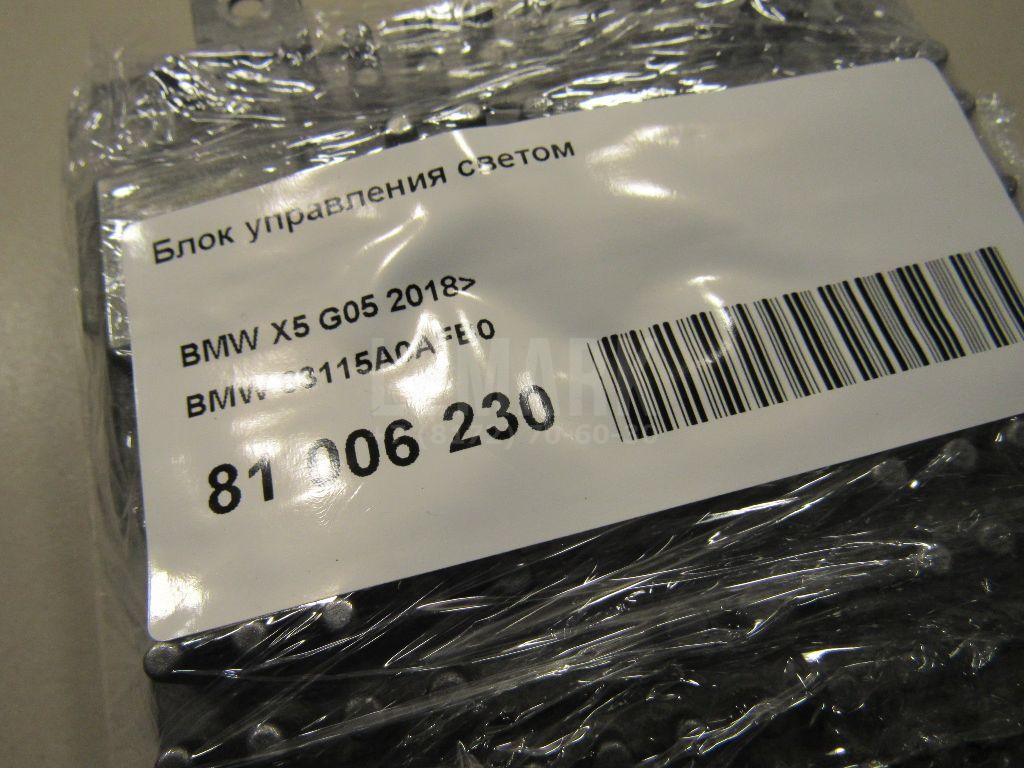 Блок управления светом
BMW X5 G05 2018>
BMW 63115A0AFB0
81 006 230